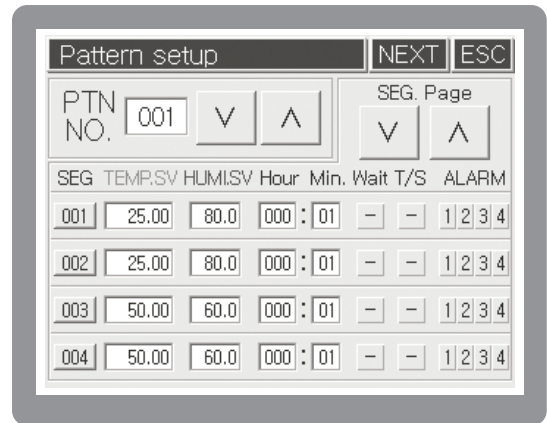 Pattern setup NEXT ESC
PTN NO. 001 V Λ SEG. Page V Λ
SEG TEMP.SV HUMI.SV Hour Min. Wait T/S ALARM
001 25.00 80.0 000 : 01 – – 1 2 3 4
002 25.00 80.0 000 : 01 – – 1 2 3 4
003 50.00 60.0 000 : 01 – – 1 2 3 4
004 50.00 60.0 000 : 01 – – 1 2 3 4